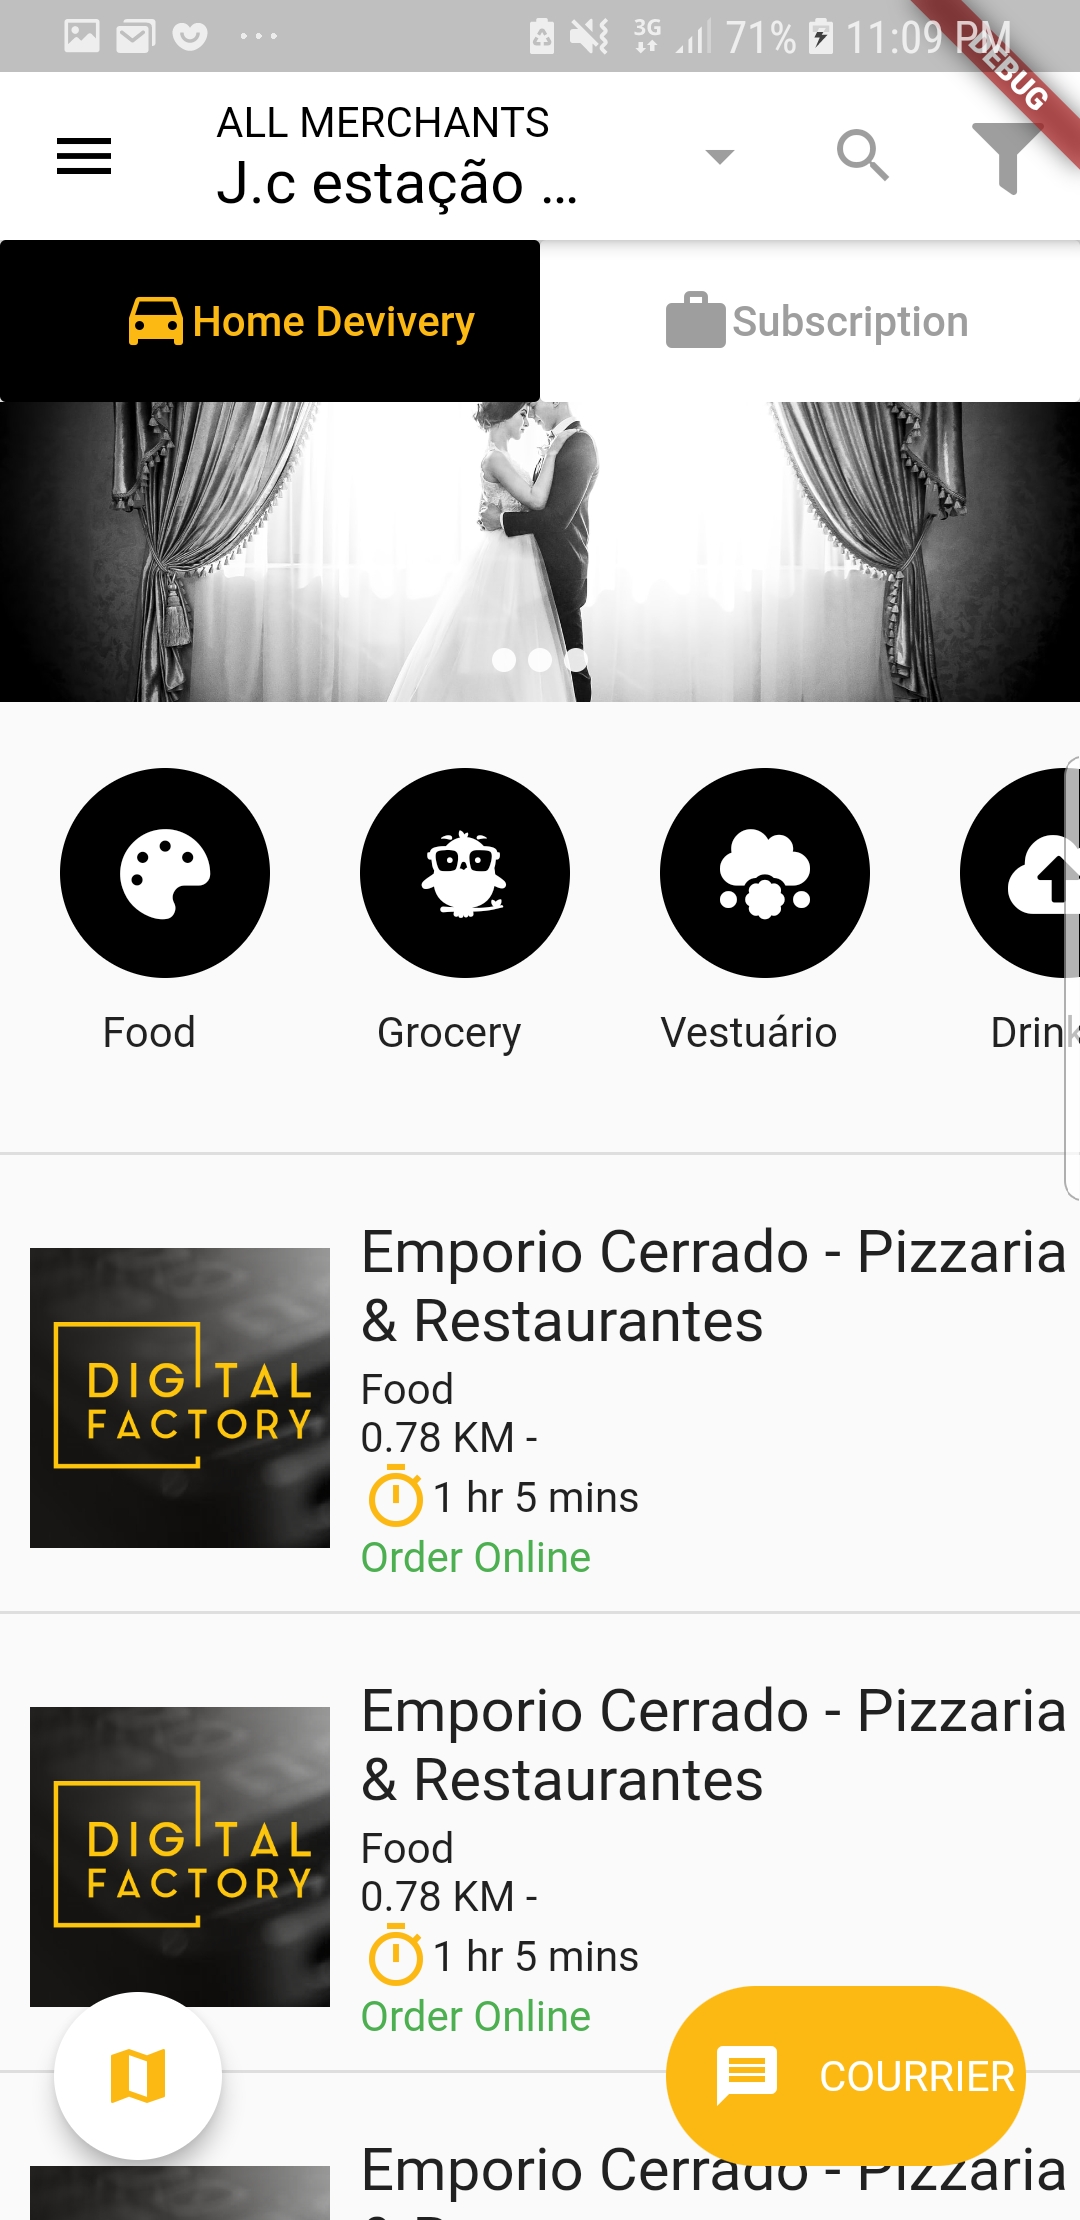 3G 71% 11:09 PM
DEBUG
ALL MERCHANTS
J.c estação ...
Home Devivery
Subscription
Food
Grocery
Vestuário
Drink
Emporio Cerrado - Pizzaria
& Restaurantes
DIGITAL
FACTORY
Food
0.78 KM -
1 hr 5 mins
Order Online
Emporio Cerrado - Pizzaria
& Restaurantes
DIGITAL
FACTORY
Food
0.78 KM -
1 hr 5 mins
Order Online
COURRIER
Emporio Cerrado - Pizzaria